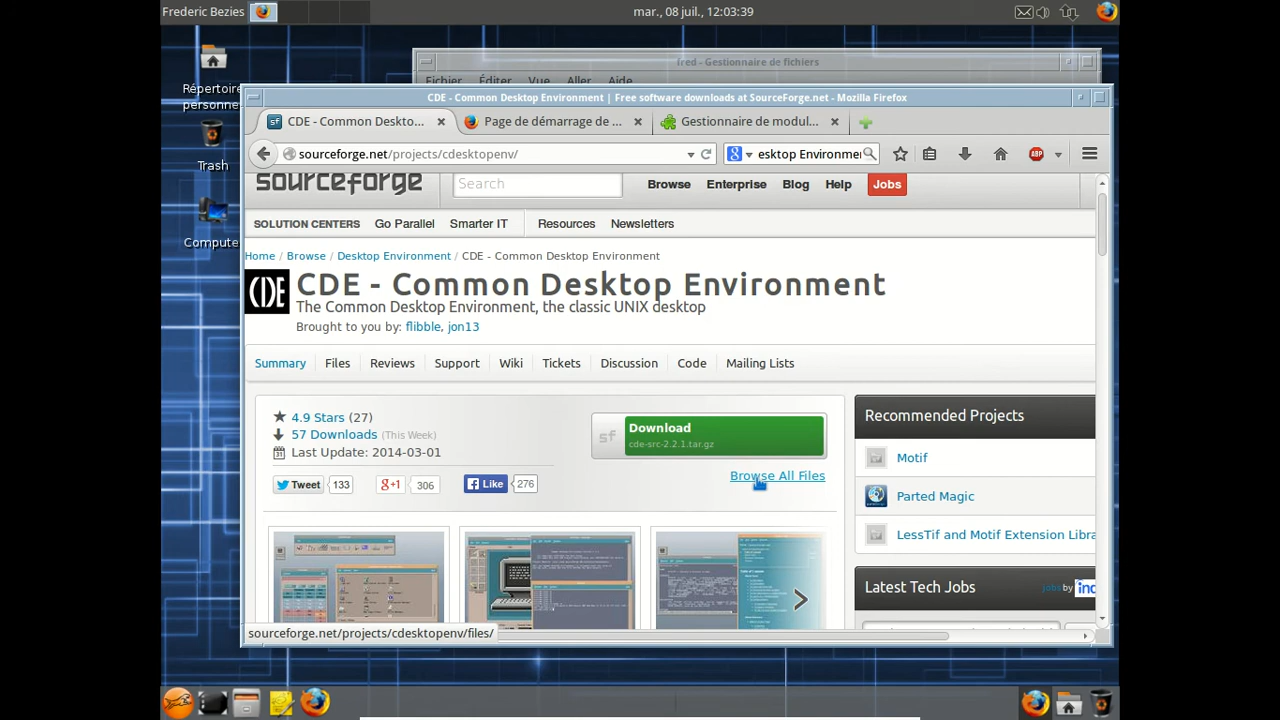 Frederic Bezies
mar., 08 juil., 12:03:39
Répertoire
personne
Trash
Compute
fred - Gestionnaire de fichiers
Fichier Éditer Vue Aller Aide
CDE - Common Desktop Environment | Free software downloads at SourceForge.net - Mozilla Firefox
CDE - Common Deskto...
Page de démarrage de ...
Gestionnaire de modul...
sourceforge.net/projects/cdesktopenv/
esktop Environmen
ABP
sourceforge
Search
Browse Enterprise Blog Help Jobs
SOLUTION CENTERS Go Parallel Smarter IT Resources Newsletters
Home / Browse / Desktop Environment / CDE - Common Desktop Environment
CDE
CDE - Common Desktop Environment
The Common Desktop Environment, the classic UNIX desktop
Brought to you by: flibble, jon13
Summary Files Reviews Support Wiki Tickets Discussion Code Mailing Lists
4.9 Stars (27)
57 Downloads (This Week)
Last Update: 2014-03-01
Tweet 133
g+1 306
Like 276
sf
Download
cde-src-2.2.1.tar.gz
Browse All Files
Recommended Projects
Motif
Parted Magic
LessTif and Motif Extension Libra
Latest Tech Jobs
jobs by ind
sourceforge.net/projects/cdesktopenv/files/